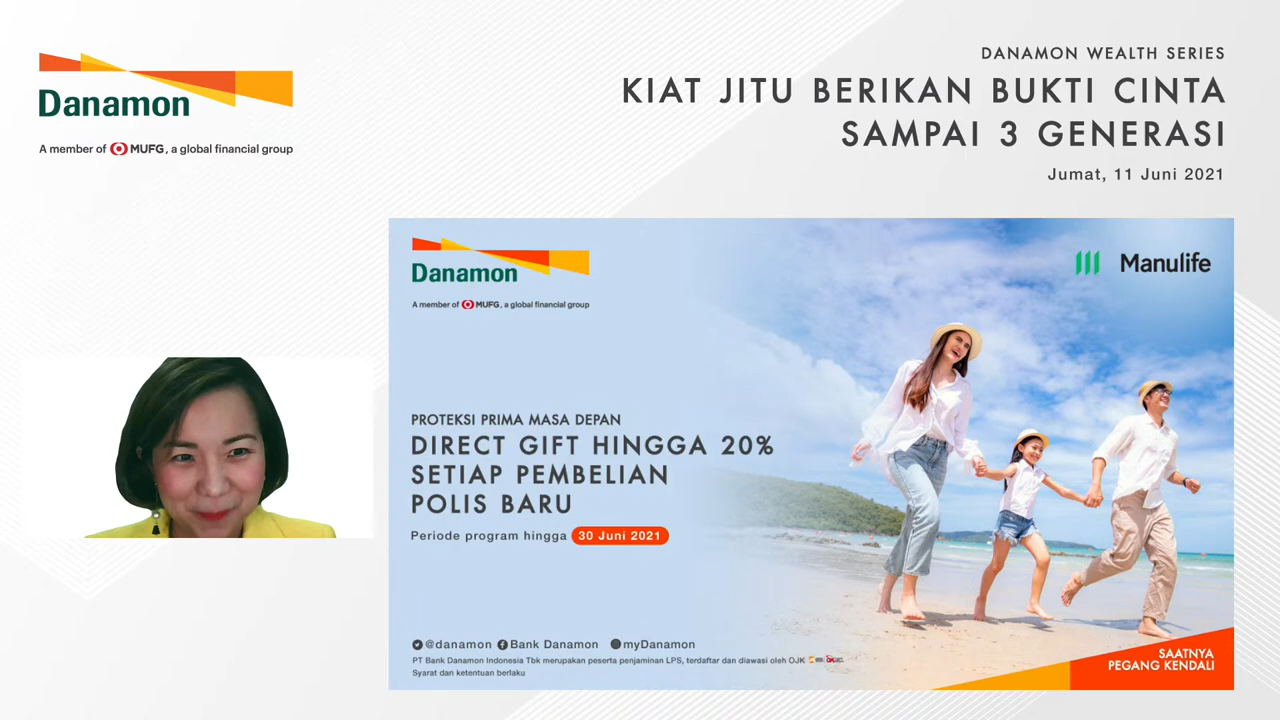 Danamon
A member of MUFG, a global financial group
DANAMON WEALTH SERIES
KIAT JITU BERIKAN BUKTI CINTA
SAMPAI 3 GENERASI
Jumat, 11 Juni 2021
Danamon
A member of MUFG, a global financial group
Manulife
PROTEKSI PRIMA MASA DEPAN
DIRECT GIFT HINGGA 20%
SETIAP PEMBELIAN
POLIS BARU
Periode program hingga 30 Juni 2021
@danamon Bank Danamon myDanamon
PT Bank Danamon Indonesia Tbk merupakan peserta penjaminan LPS, terdaftar dan diawasi oleh OJK
Syarat dan ketentuan berlaku
SAATNYA
PEGANG KENDALI